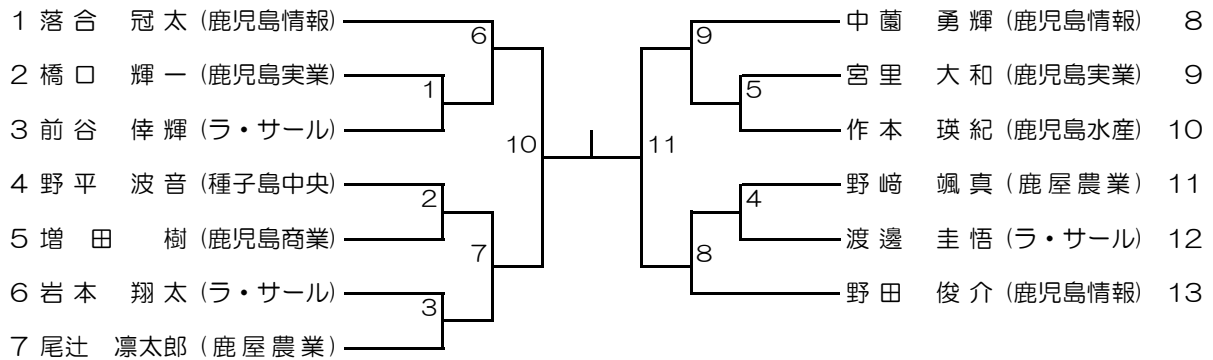 1 落合 冠太 (鹿児島情報)
6
2 橋口 輝一 (鹿児島実業)
1
3 前谷 倖輝 (ラ・サール)
10
4 野平 波音 (種子島中央)
2
5 増田 樹 (鹿児島商業)
7
6 岩本 翔太 (ラ・サール)
3
7 尾辻 凛太郎 (鹿屋農業)
中薗 勇輝 (鹿児島情報) 8
9
宮里 大和 (鹿児島実業) 9
5
作本 瑛紀 (鹿児島水産) 10
11
野﨑 颯真 (鹿屋農業) 11
4
渡邊 圭悟 (ラ・サール) 12
8
野田 俊介 (鹿児島情報) 13